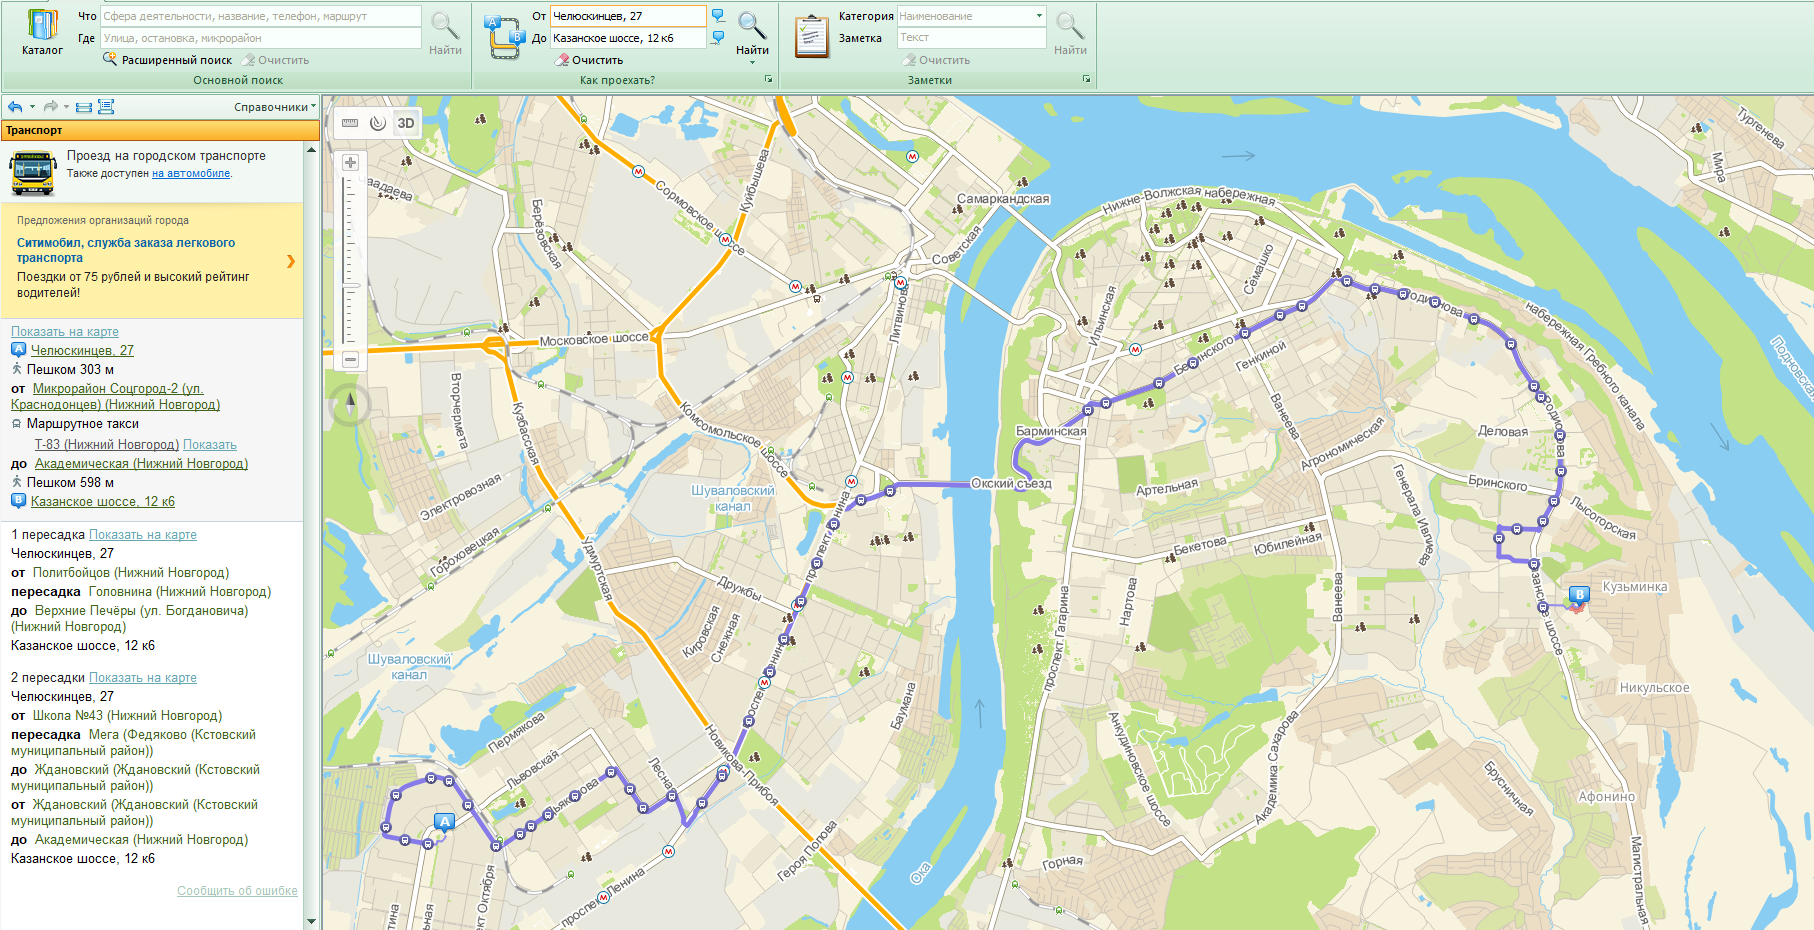 Каталог
Что Сфера деятельности, название, телефон, маршрут
Где Улица, остановка, микрорайон
Расширенный поиск Очистить
Найти
Основной поиск
От Челюскинцев, 27
До Казанское шоссе, 12 к6
Очистить
Найти
Как проехать?
Категория Наименование
Заметка Текст
Очистить
Найти
Заметки
Справочники
Транспорт
Проезд на городском транспорте
Также доступен на автомобиле.
Предложения организаций города
Ситимобил, служба заказа легкового
транспорта
Поездки от 75 рублей и высокий рейтинг
водителей!
Показать на карте
A Челюскинцев, 27
Пешком 303 м
от Микрорайон Соцгород-2 (ул.
Краснодонцев) (Нижний Новгород)
Маршрутное такси
Т-83 (Нижний Новгород) Показать
до Академическая (Нижний Новгород)
Пешком 598 м
B Казанское шоссе, 12 к6
1 пересадка Показать на карте
Челюскинцев, 27
от Политбойцов (Нижний Новгород)
пересадка Головнина (Нижний Новгород)
до Верхние Печёры (ул. Богдановича)
(Нижний Новгород)
Казанское шоссе, 12 к6
2 пересадки Показать на карте
Челюскинцев, 27
от Школа №43 (Нижний Новгород)
пересадка Мега (Федяково (Кстовский
муниципальный район))
до Ждановский (Ждановский (Кстовский
муниципальный район))
от Ждановский (Ждановский (Кстовский
муниципальный район))
до Академическая (Нижний Новгород)
Казанское шоссе, 12 к6
Сообщить об ошибке
3D
Сормовское шоссе
Куйбышева
Берёзовская
Самаркандская
Советская
Нижне-Волжская набережная
Тургенева
Мира
Семашко
Литвинова
Московское шоссе
Ильинская
Родионова
набережная Гребного канала
Белинского
Генкиной
Вторчермета
Кузбасская
Комсомольское шоссе
Барминская
Ванеева
Агрономическая
Деловая
Родионова
Окский съезд
Артельная
Генерала Ивлиева
Бринского
Лысогорская
Шуваловский
канал
Электровозная
Гороховецкая
Удмуртская
проспект Ленина
Бекетова
Юбилейная
Дружбы
Кировская
Снежная
Нартова
Ванеева
Казанское шоссе
B
Кузьминка
Шуваловский
канал
проспект Гагарина
Никульское
Баумана
Пермякова
Львовская
Лесная
Дьяконова
Новикова-Прибоя
Анкудиновское шоссе
Академика Сахарова
Брусничная
Афонино
A
Героя Попова
Ока
Горная
Магистральная
проспект Ленина